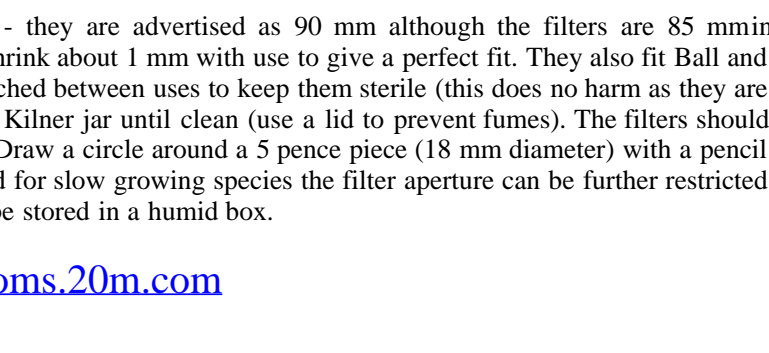 - they are advertised as 90 mm although the filters are 85 mmin
hrink about 1 mm with use to give a perfect fit. They also fit Ball and
ched between uses to keep them sterile (this does no harm as they are
Kilner jar until clean (use a lid to prevent fumes). The filters should
Draw a circle around a 5 pence piece (18 mm diameter) with a pencil
d for slow growing species the filter aperture can be further restricted
be stored in a humid box.
oms.20m.com